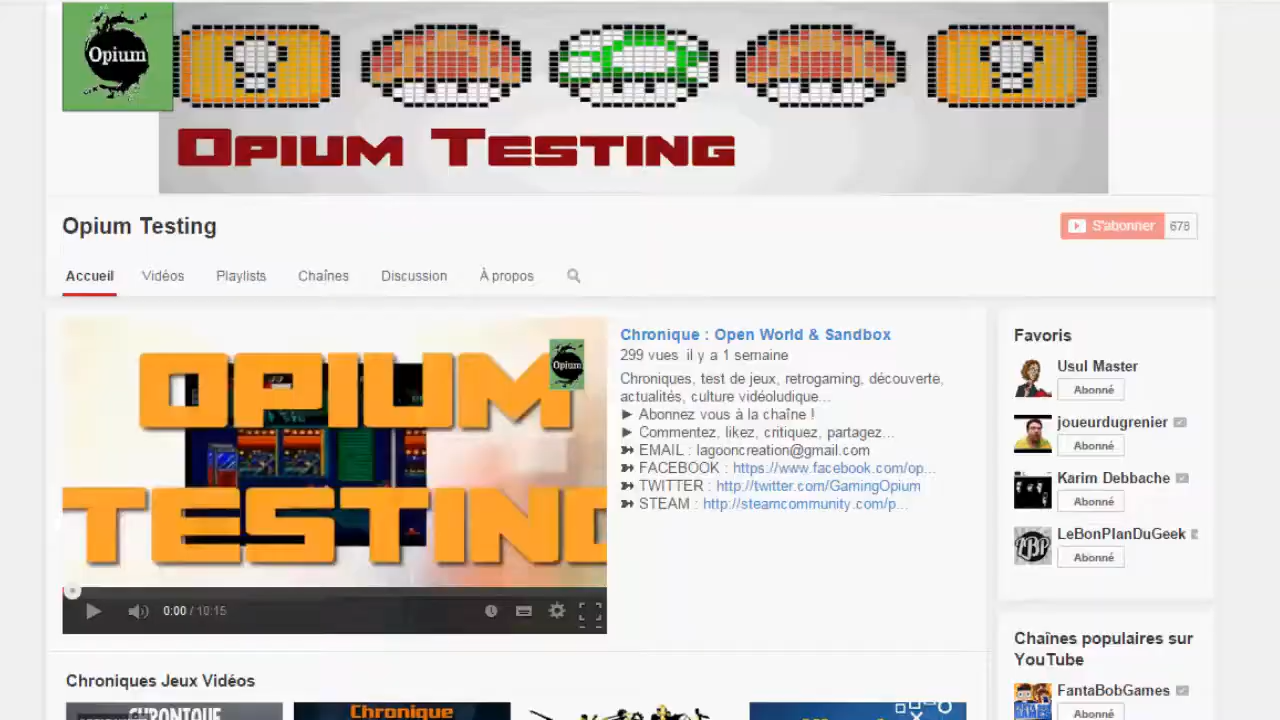 Opium
Opium Testing
Opium Testing
S'abonner 678
Accueil Vidéos Playlists Chaînes Discussion À propos
OPIUM
Opium
TESTING
0:00 / 10:15
Chronique : Open World & Sandbox
299 vues il y a 1 semaine
Chroniques, test de jeux, retrogaming, découverte,
actualités, culture vidéoludique...
► Abonnez vous à la chaîne !
► Commentez, likez, critiquez, partagez...
➽ EMAIL : lagooncreation@gmail.com
➽ FACEBOOK : https://www.facebook.com/op...
➽ TWITTER : http://twitter.com/GamingOpium
➽ STEAM : http://steamcommunity.com/p...
Favoris
Usul Master
Abonné
joueurdugrenier
Abonné
Karim Debbache
Abonné
LeBonPlanDuGeek
LBP
Abonné
Chaînes populaires sur
YouTube
FantaBobGames
Abonné
Chroniques Jeux Vidéos
CHRONIQUE
Chronique